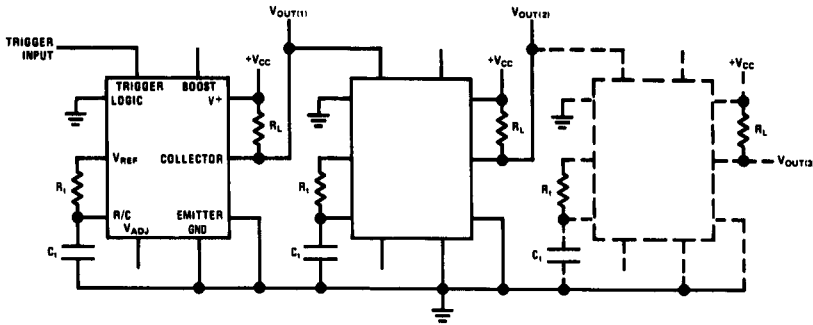 VOUT(1)
VOUT(2)
TRIGGER
INPUT
+VCC
+VCC
+VCC
TRIGGER
BOOST
LOGIC
V+
RL
RL
RL
VREF
COLLECTOR
VOUT(3
Rt
Rt
Rt
R/C
EMITTER
VADJ
GND
Ct
Ct
Ct